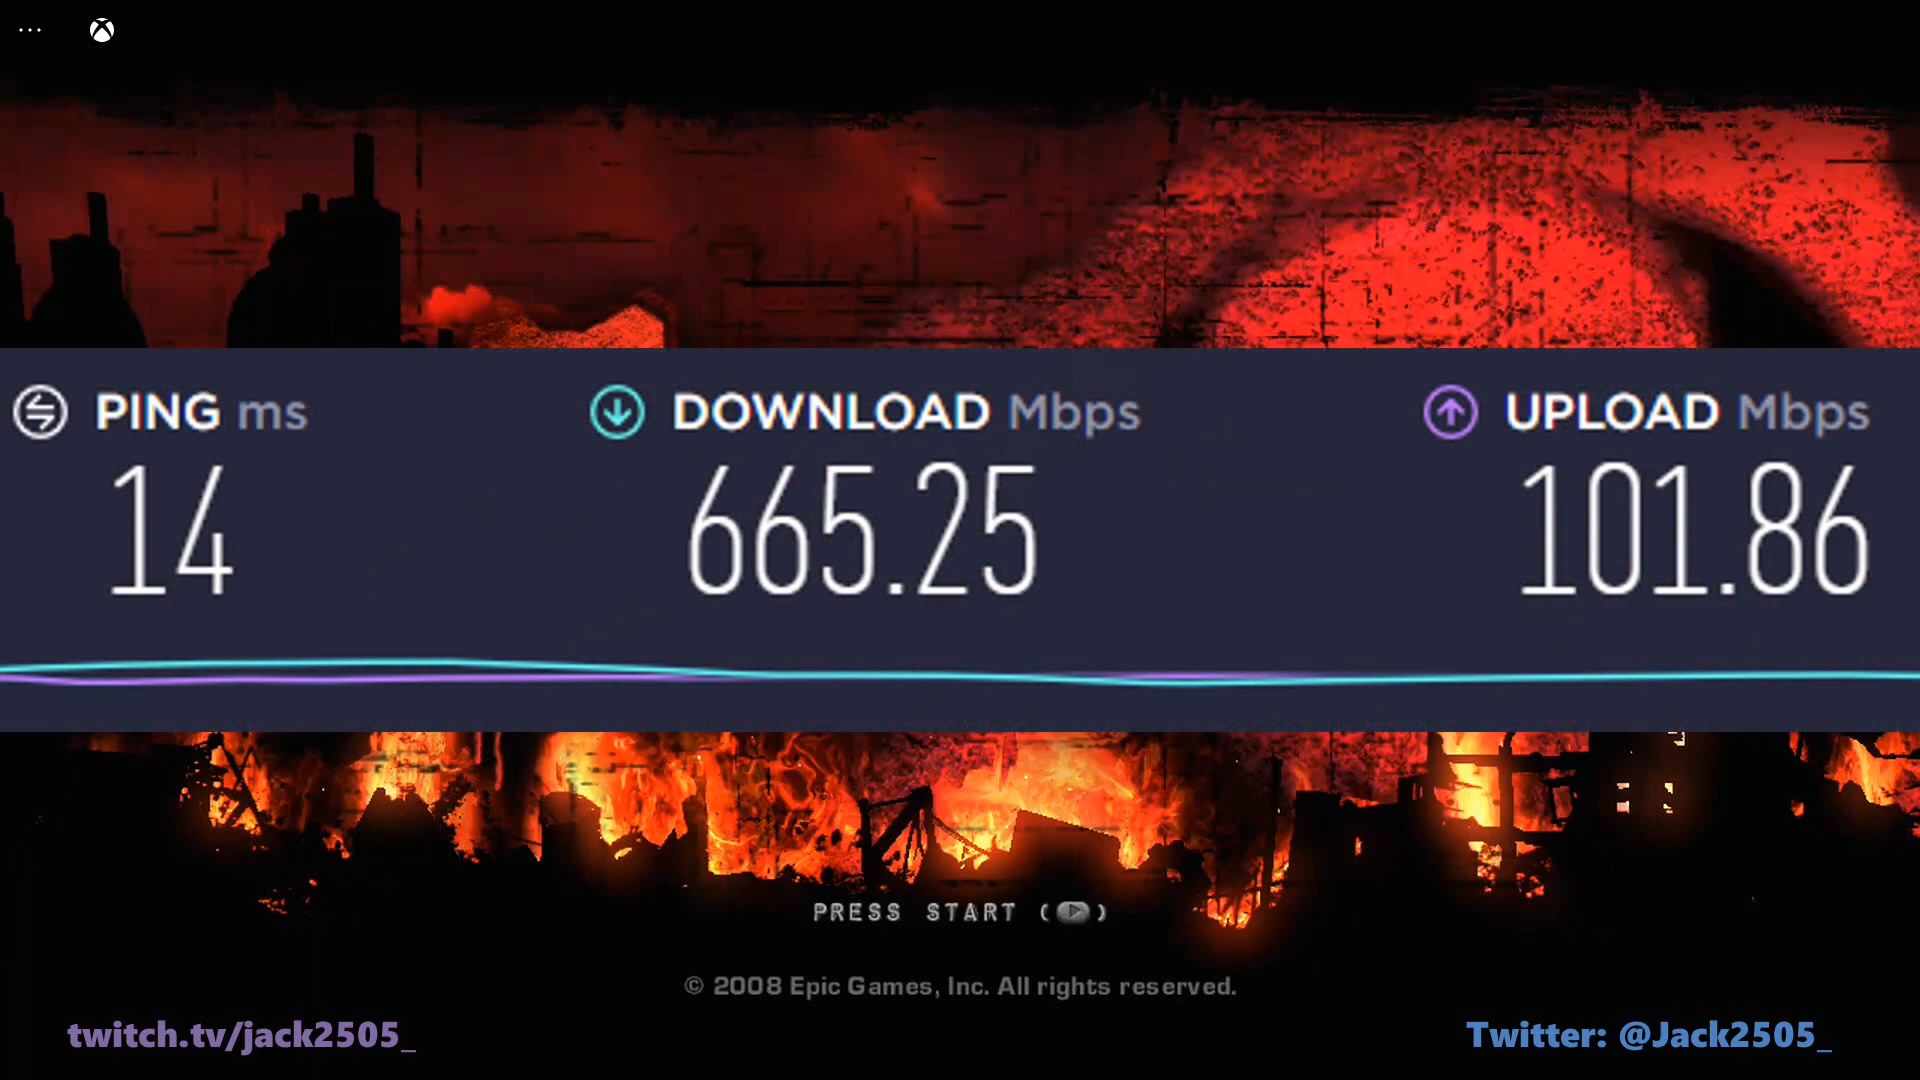 PING ms
DOWNLOAD Mbps
UPLOAD Mbps
14
665.25
101.86
PRESS START ( )
© 2008 Epic Games, Inc. All rights reserved.
twitch.tv/jack2505_
Twitter: @Jack2505_